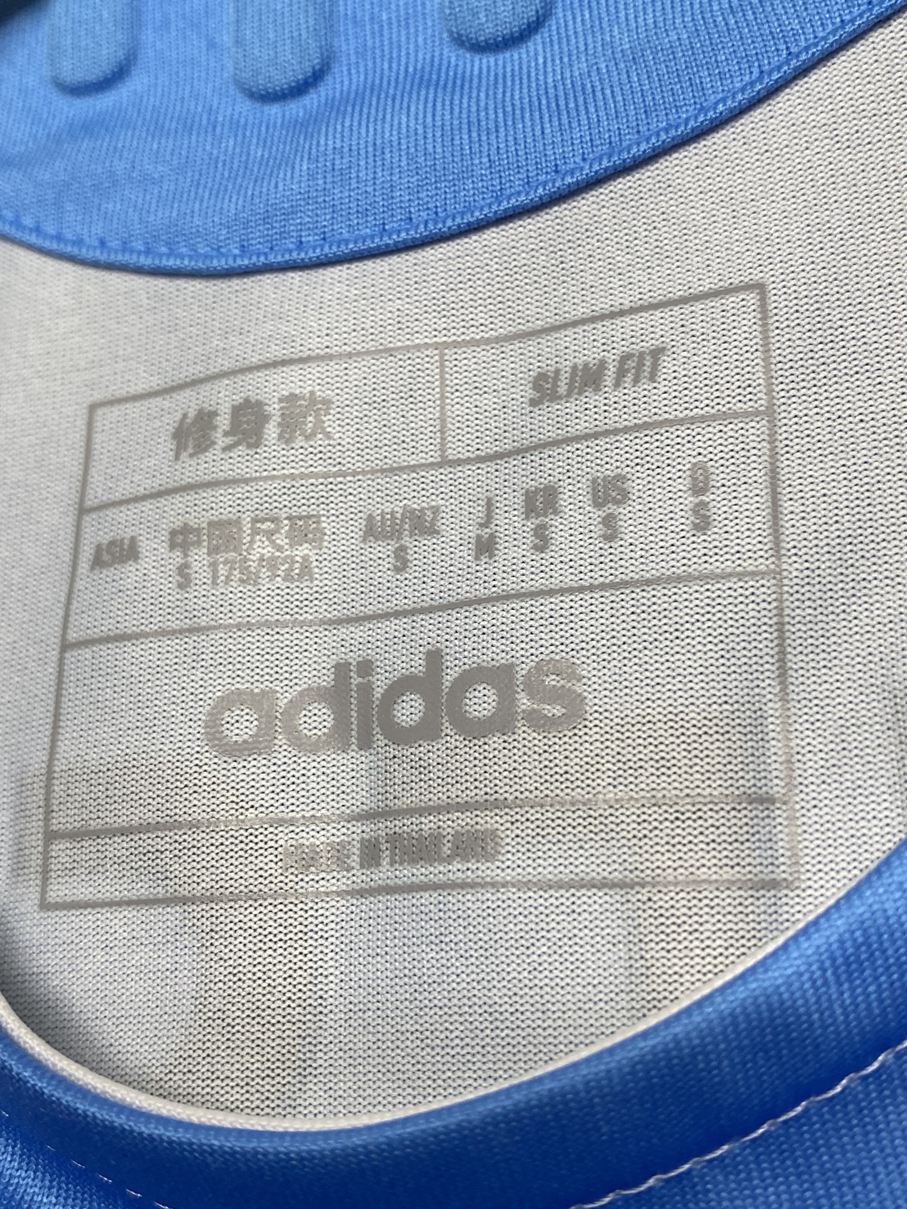 修身款 SLIM FIT
ASIA 中国尺码 AU/NZ J KR US
S 175/92A S M S S S
adidas
MADE IN THAILAND